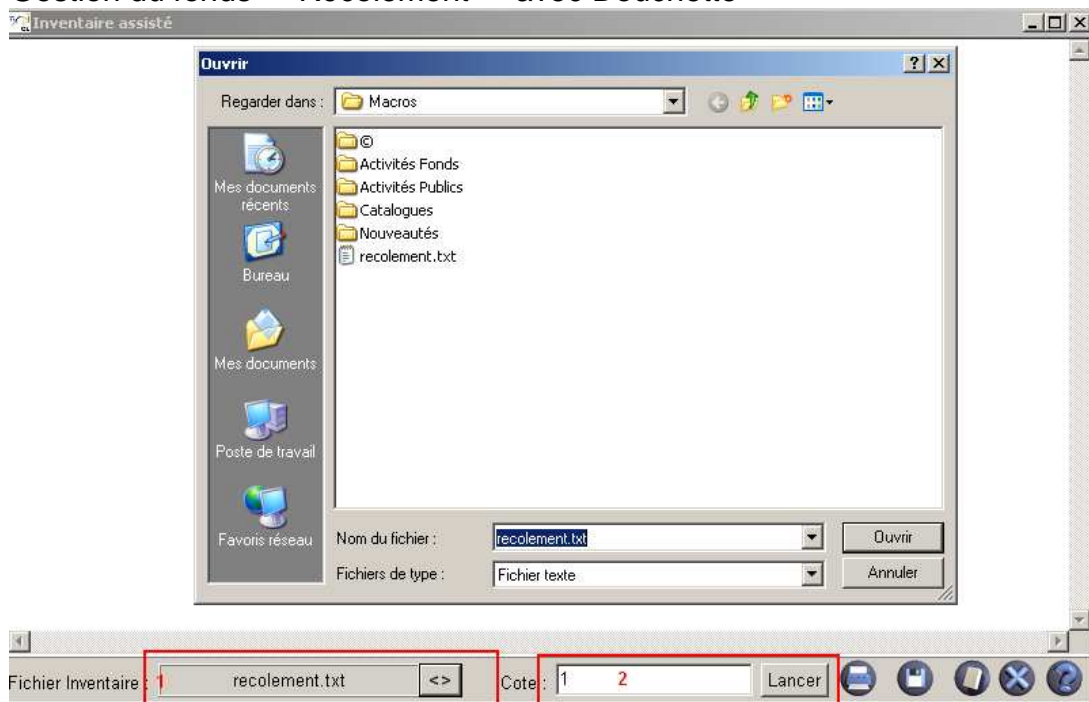 Inventaire assisté
Ouvrir
Regarder dans : Macros
©
Activités Fonds
Activités Publics
Catalogues
Nouveautés
recolement.txt
Mes documents
récents
Bureau
Mes documents
Poste de travail
Favoris réseau
Nom du fichier : recolement.txt Ouvrir
Fichiers de type : Fichier texte Annuler
Fichier Inventaire : 1 recolement.txt <> Cote : 1 2 Lancer